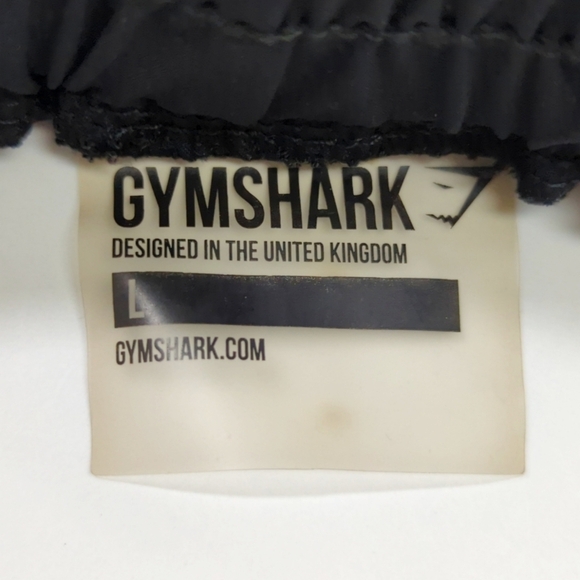 GYMSHARK
DESIGNED IN THE UNITED KINGDOM
L
GYMSHARK.COM